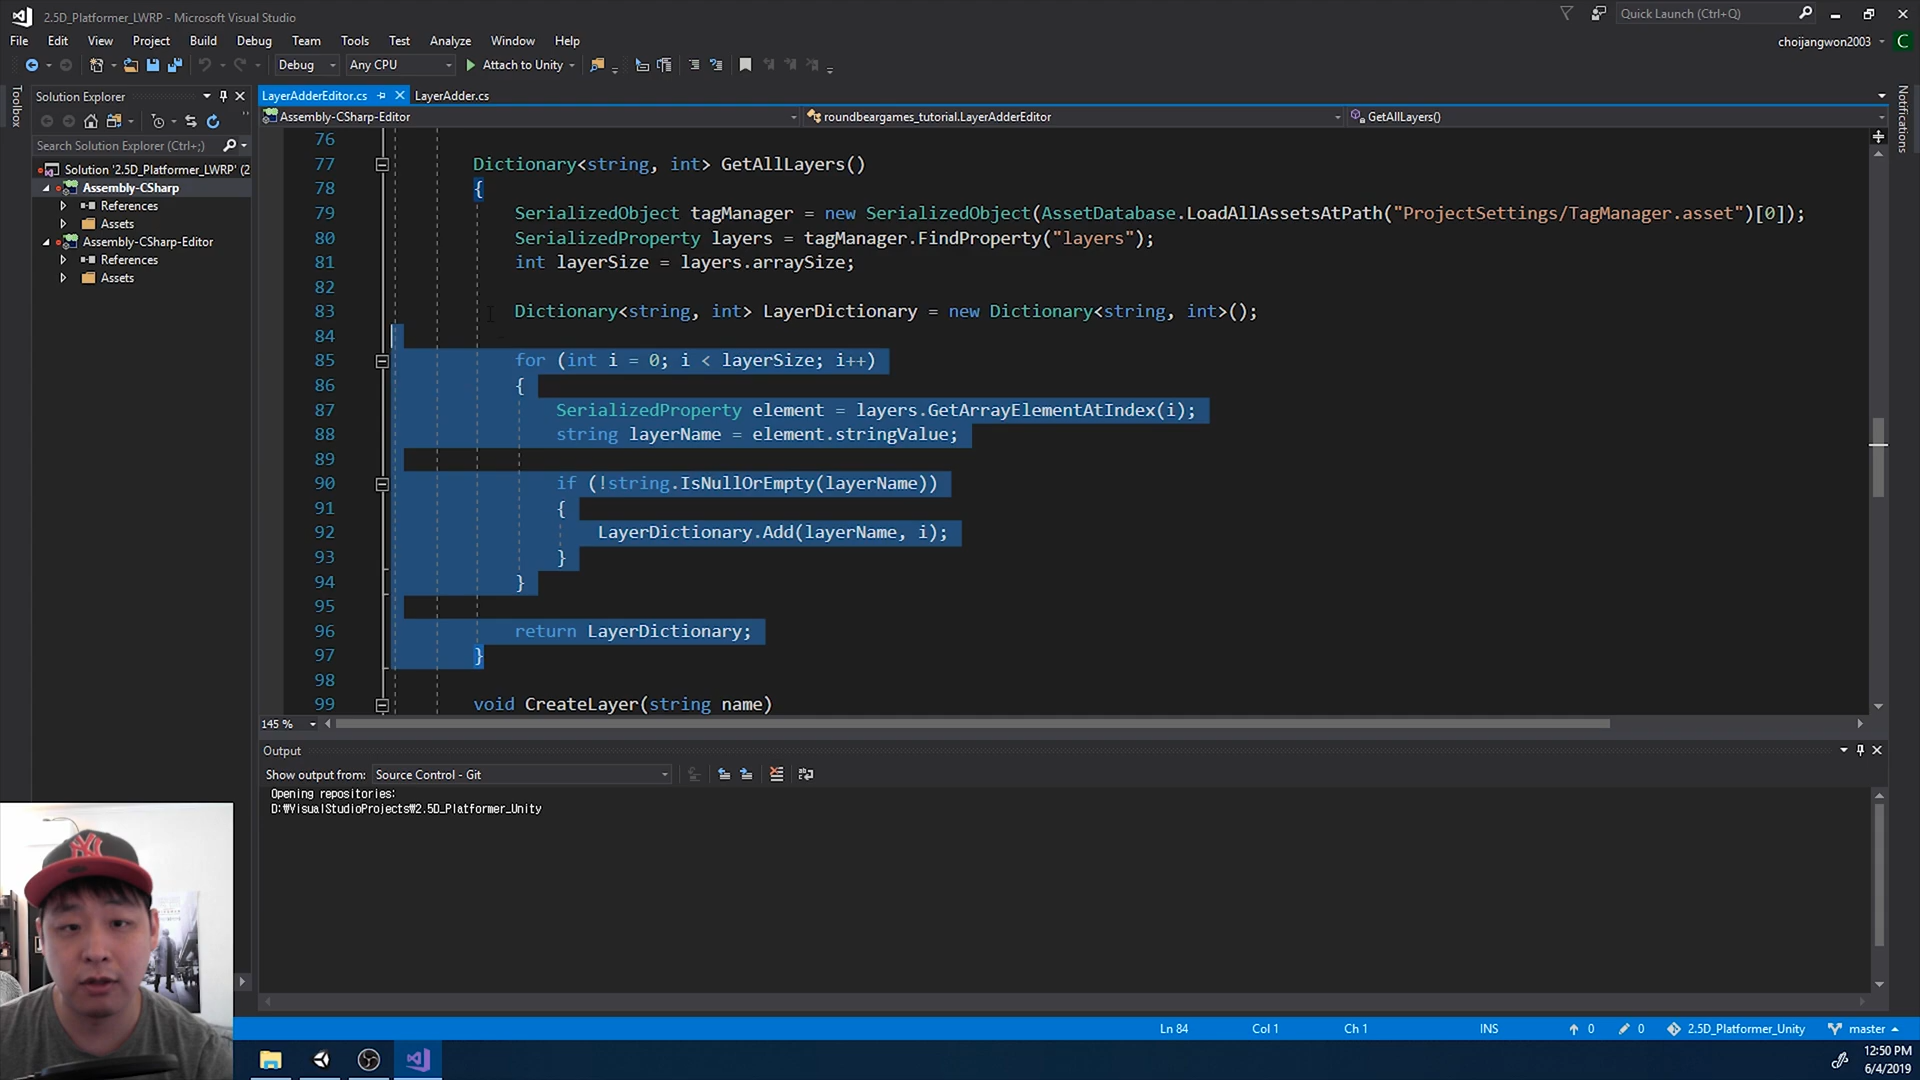 2.5D_Platformer_LWRP - Microsoft Visual Studio
Quick Launch (Ctrl+Q)
File Edit View Project Build Debug Team Tools Test Analyze Window Help
choijangwon2003 C
Debug Any CPU Attach to Unity
Toolbox
Solution Explorer
LayerAdderEditor.cs LayerAdder.cs
Notifications
Assembly-CSharp-Editor roundbeargames_tutorial.LayerAdderEditor GetAllLayers()
Search Solution Explorer (Ctrl+;)
Solution '2.5D_Platformer_LWRP' (2
Assembly-CSharp
References
Assets
Assembly-CSharp-Editor
References
Assets
76
77 Dictionary<string, int> GetAllLayers()
78 {
79 SerializedObject tagManager = new SerializedObject(AssetDatabase.LoadAllAssetsAtPath("ProjectSettings/TagManager.asset")[0]);
80 SerializedProperty layers = tagManager.FindProperty("layers");
81 int layerSize = layers.arraySize;
82
83 Dictionary<string, int> LayerDictionary = new Dictionary<string, int>();
84
85 for (int i = 0; i < layerSize; i++)
86 {
87 SerializedProperty element = layers.GetArrayElementAtIndex(i);
88 string layerName = element.stringValue;
89
90 if (!string.IsNullOrEmpty(layerName))
91 {
92 LayerDictionary.Add(layerName, i);
93 }
94 }
95
96 return LayerDictionary;
97 }
98
99 void CreateLayer(string name)
145 %
Output
Show output from: Source Control - Git
Opening repositories:
D:₩VisualStudioProjects₩2.5D_Platformer_Unity
Ln 84 Col 1 Ch 1 INS 0 0 2.5D_Platformer_Unity master
12:50 PM
6/4/2019